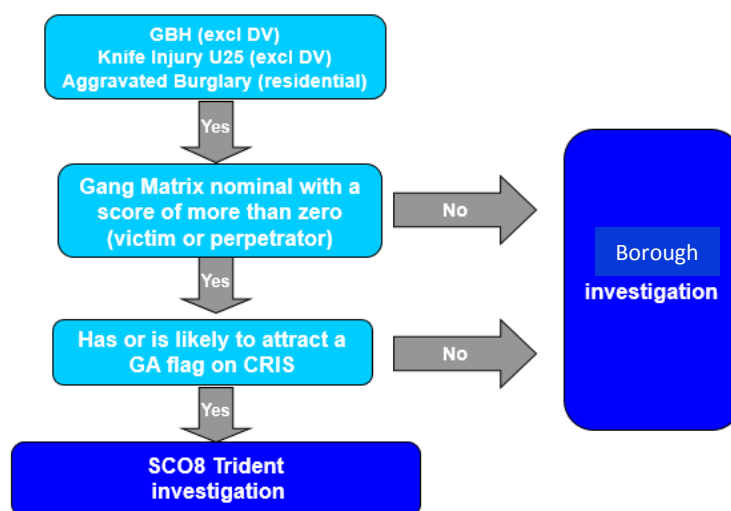 GBH (excl DV)
Knife Injury U25 (excl DV)
Aggravated Burglary (residential)
Yes
Gang Matrix nominal with a
score of more than zero
(victim or perpetrator)
No
Borough
investigation
Yes
Has or is likely to attract a
GA flag on CRIS
No
Yes
SCO8 Trident
investigation